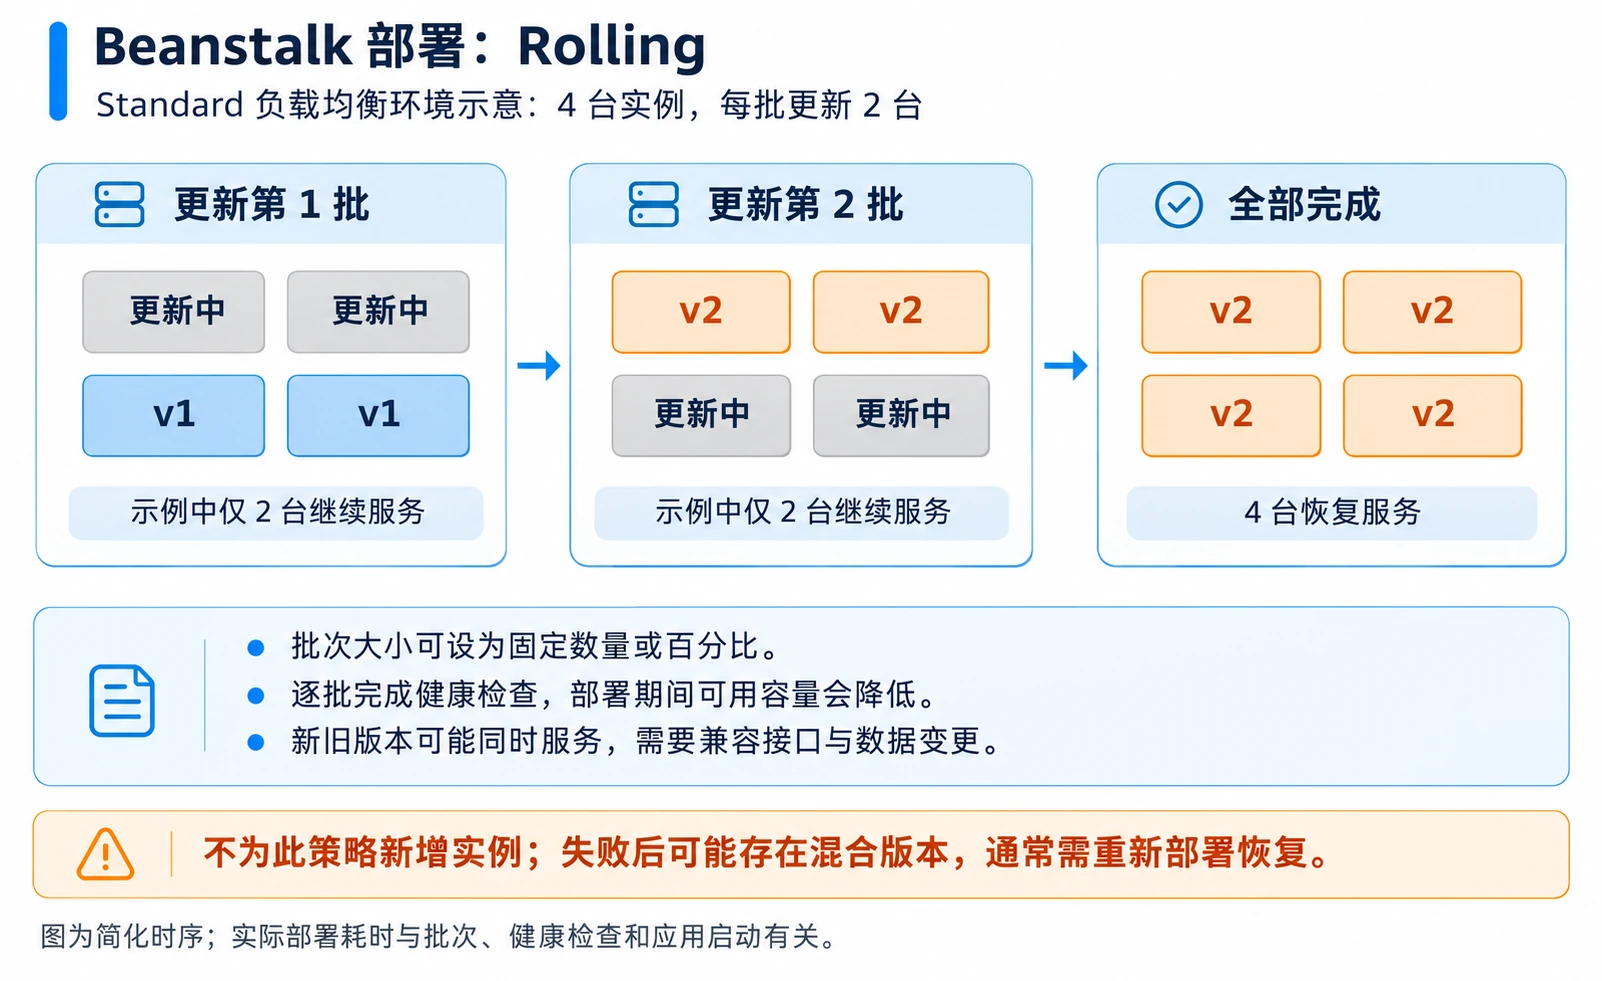 Beanstalk 部署：Rolling
Standard 负载均衡环境示意：4 台实例，每批更新 2 台
更新第 1 批
更新中
更新中
v1
v1
示例中仅 2 台继续服务
更新第 2 批
v2
v2
更新中
更新中
示例中仅 2 台继续服务
全部完成
v2
v2
v2
v2
4 台恢复服务
批次大小可设为固定数量或百分比。
逐批完成健康检查，部署期间可用容量会降低。
新旧版本可能同时服务，需要兼容接口与数据变更。
不为此策略新增实例；失败后可能存在混合版本，通常需重新部署恢复。
图为简化时序；实际部署耗时与批次、健康检查和应用启动有关。